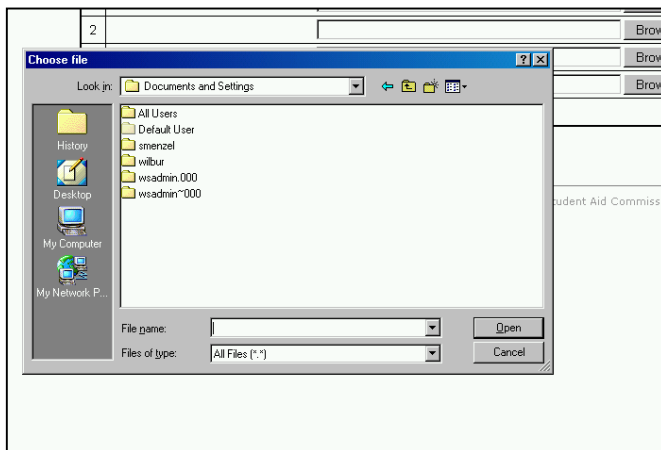 2
Brow
Choose file
Brow
Look in:
Documents and Settings
Brow
All Users
Default User
smenzel
wilbur
wsadmin.000
wsadmin~000
History
Desktop
My Computer
My Network P...
tudent Aid Commiss
File name:
Open
Files of type:
All Files (*.*)
Cancel